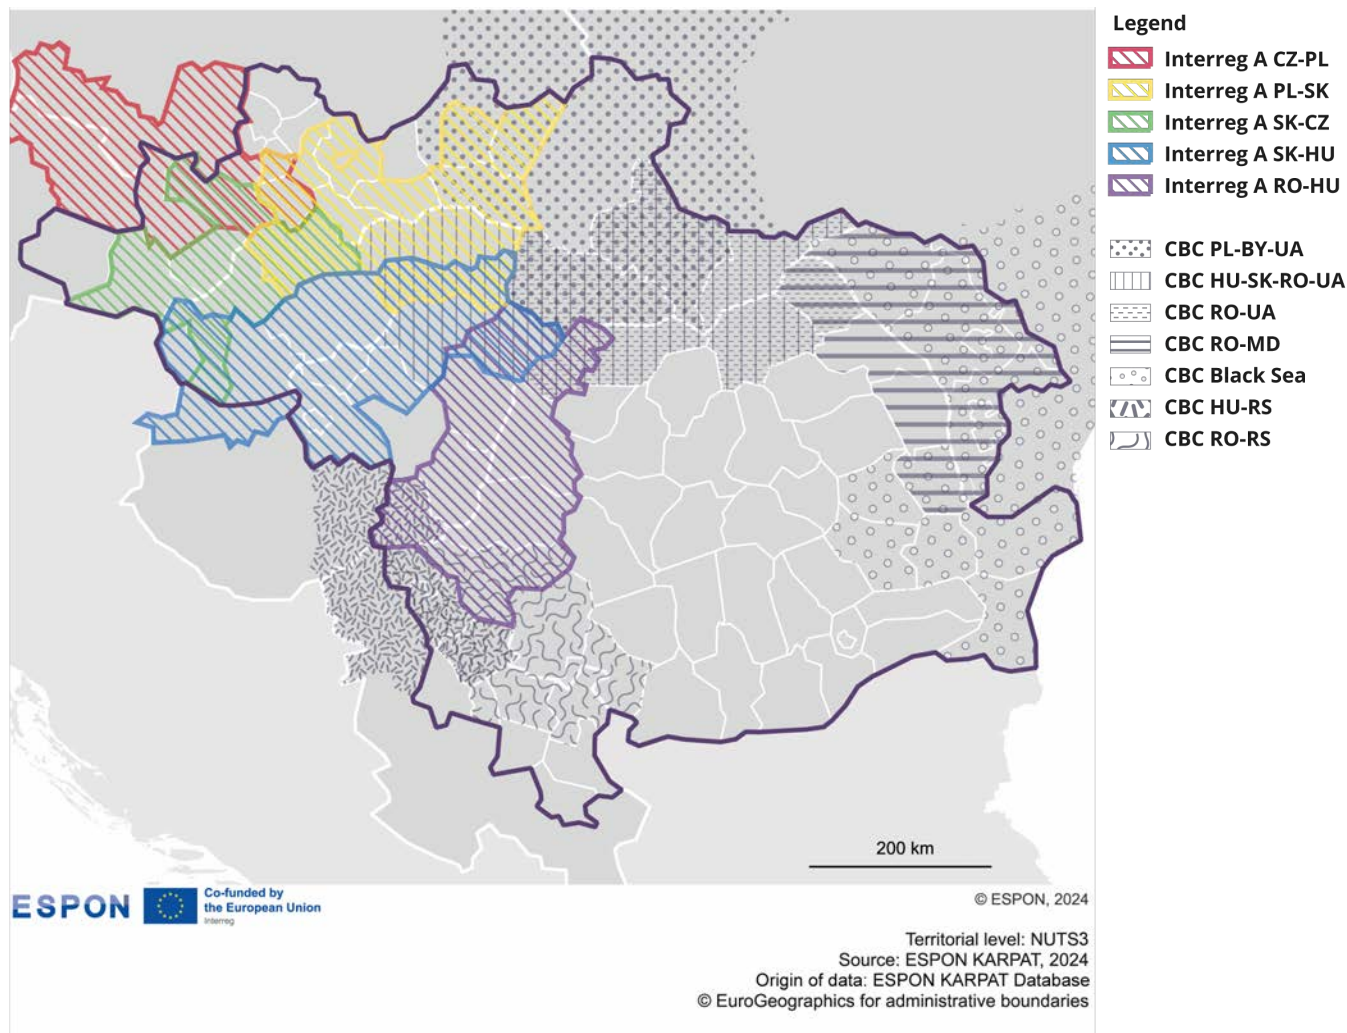 Legend
Interreg A CZ-PL
Interreg A PL-SK
Interreg A SK-CZ
Interreg A SK-HU
Interreg A RO-HU
CBC PL-BY-UA
CBC HU-SK-RO-UA
CBC RO-UA
CBC RO-MD
CBC Black Sea
CBC HU-RS
CBC RO-RS
200 km
ESPON
Co-funded by
the European Union
Interreg
© ESPON, 2024
Territorial level: NUTS3
Source: ESPON KARPAT, 2024
Origin of data: ESPON KARPAT Database
© EuroGeographics for administrative boundaries